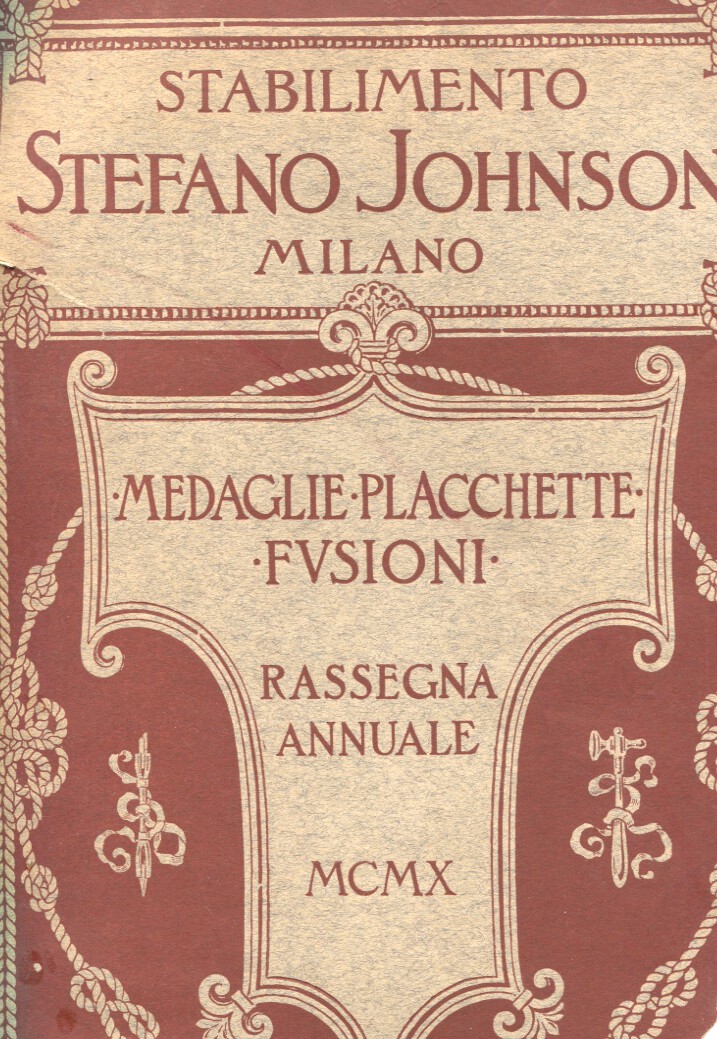 STABILIMENTO
STEFANO JOHNSON
MILANO
·MEDAGLIE·PLACCHETTE·
·FVSIONI·
RASSEGNA
ANNUALE
MCMX